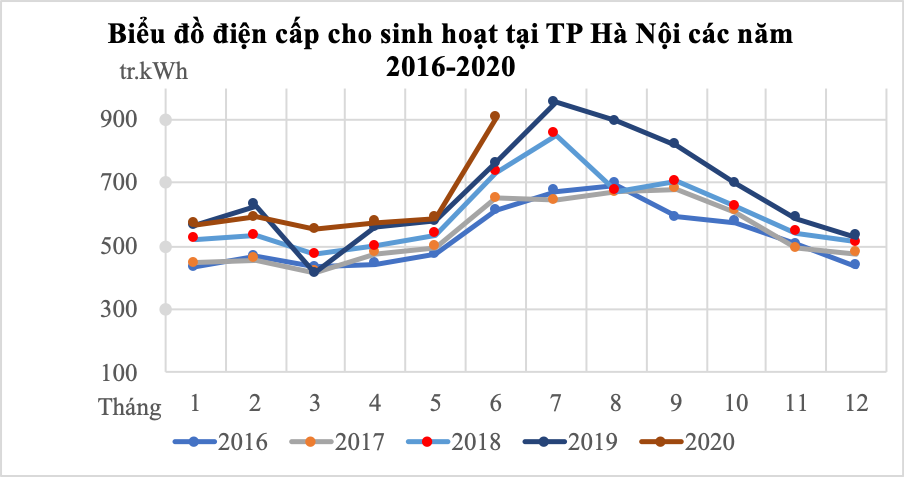 Biểu đồ điện cấp cho sinh hoạt tại TP Hà Nội các năm
2016-2020
tr.kWh
900
700
500
300
100
Tháng 1 2 3 4 5 6 7 8 9 10 11 12
2016 2017 2018 2019 2020